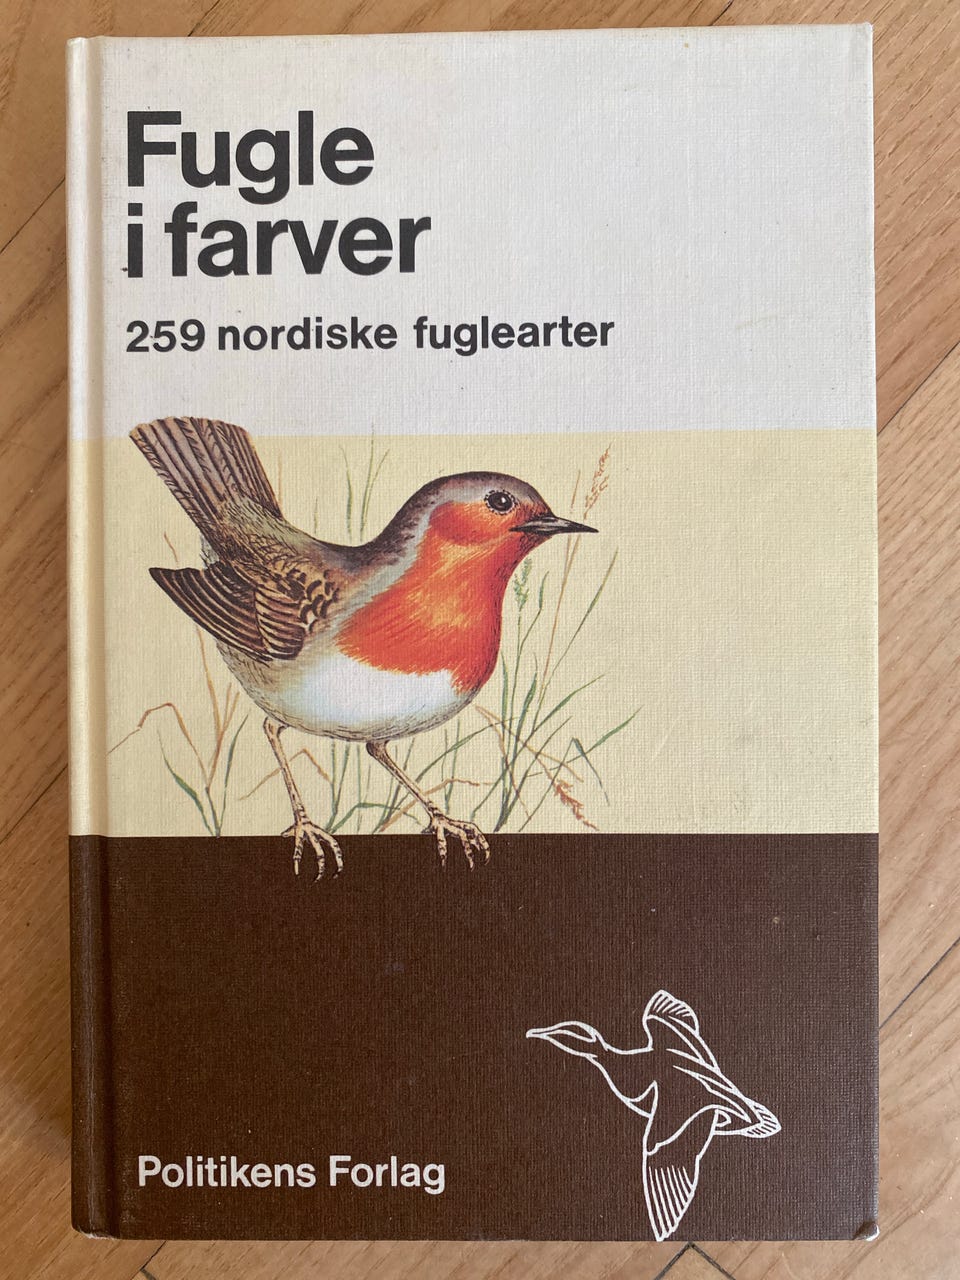 Fugle
i farver
259 nordiske fuglearter
Politikens Forlag